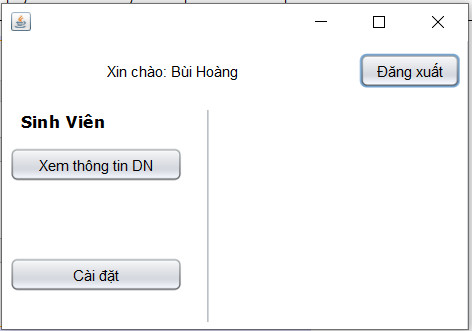 Xin chào: Bùi Hoàng
Đăng xuất
Sinh Viên
Xem thông tin DN
Cài đặt